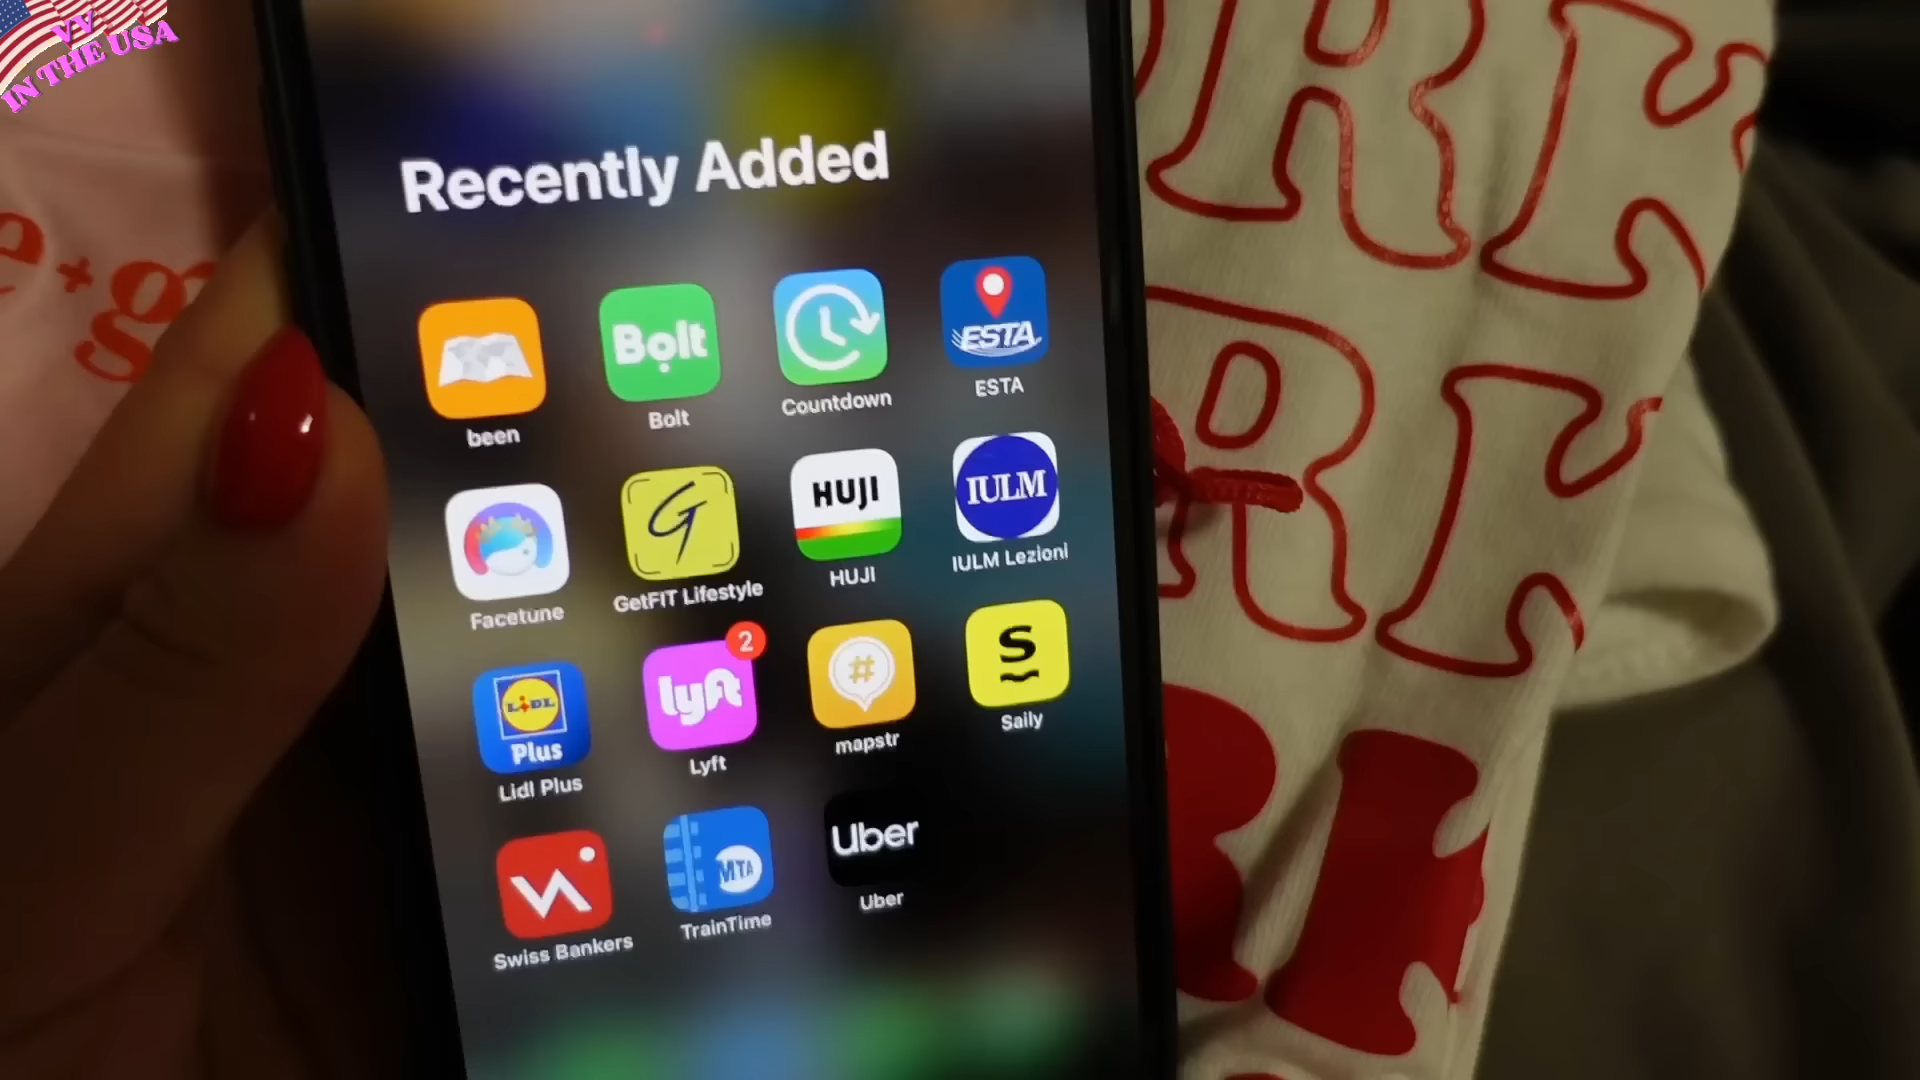 VV
IN THE USA
e+g
Recently Added
been
Bolt
Bolt
Countdown
ESTA
ESTA
Facetune
GetFIT Lifestyle
HUJI
HUJI
IULM
IULM Lezioni
LIDL
Plus
Lidl Plus
lyft
2
Lyft
#
mapstr
S
Saily
Swiss Bankers
MTA
TrainTime
Uber
Uber